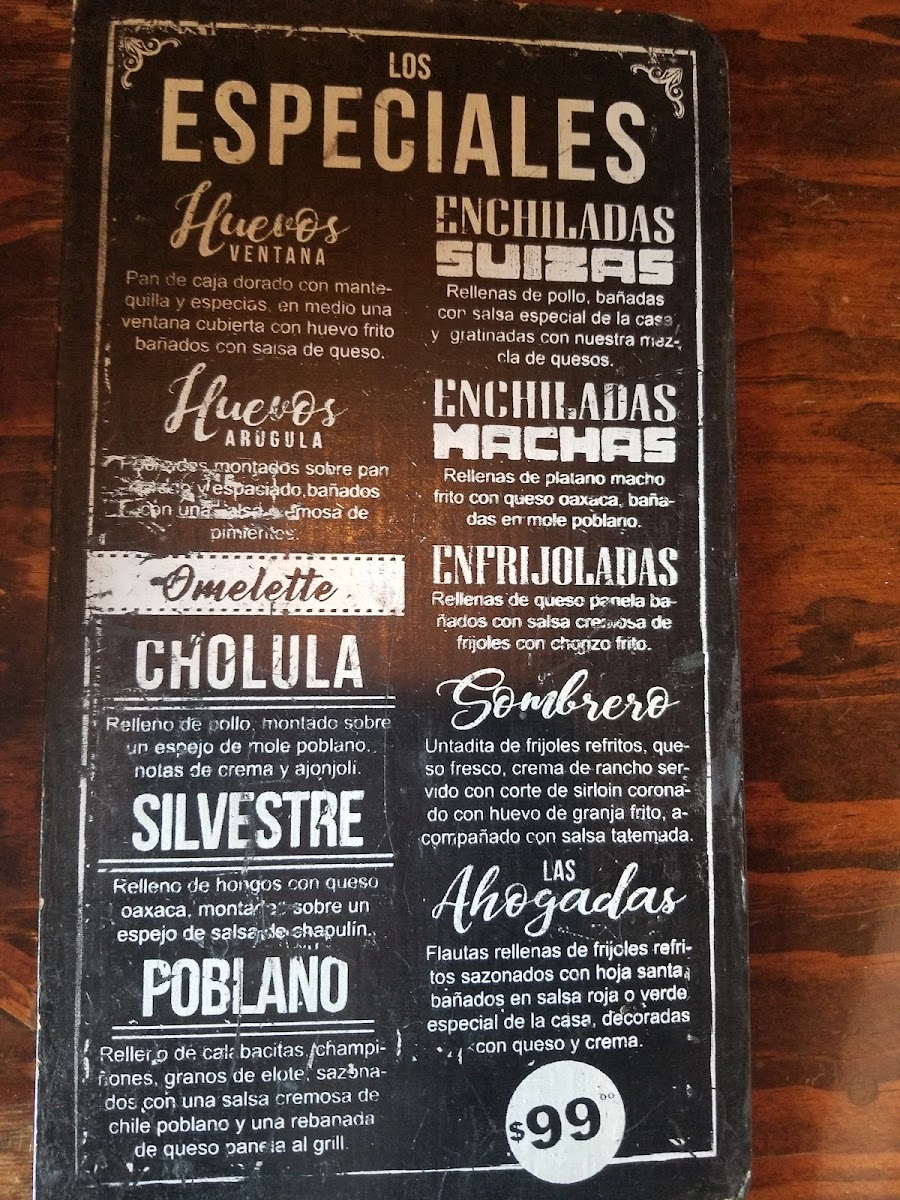 LOS
ESPECIALES
Huevos
VENTANA
Pan de caja dorado con mante-
quilla y especias, en medio una
ventana cubierta con huevo frito
bañados con salsa de queso.
Huevos
ARÚGULA
montados sobre pan
y espaciado,bañados
con una salsa
de
pimientes.
Omelette
CHOLULA
Relleno de pollo, montado sobre
un espejo de mole poblano,
notas de crema y ajonjoli.
SILVESTRE
Relleno de hongos con queso
oaxaca, montado sobre un
espejo de salsa de chapulín.
POBLANO
Relleno de calabacitas, champi-
ñones, granos de elote, sazona-
dos con una salsa cremosa de
chile poblano y una rebanada
de queso panela al grill.
ENCHILADAS
SUIZAS
Rellenas de pollo, bañadas
con salsa especial de la casa
y gratinadas con nuestra mez-
cla de quesos.
ENCHILADAS
MACHAS
Rellenas de platano macho
frito con queso oaxaca, baña-
das en mole poblano.
ENFRIJOLADAS
Rellenas de queso panela ba-
ñados con salsa cremosa de
frijoles con chorizo frito.
Sombrero
Untadita de frijoles refritos, que-
so fresco, crema de rancho ser-
vido con corte de sirloin corona-
do con huevo de granja frito, a-
compañado con salsa tatemada.
LAS
Ahogadas
Flautas rellenas de frijoles refri-
tos sazonados con hoja santa,
bañados en salsa roja o verde
especial de la casa, decoradas
con queso y crema.
$99.00